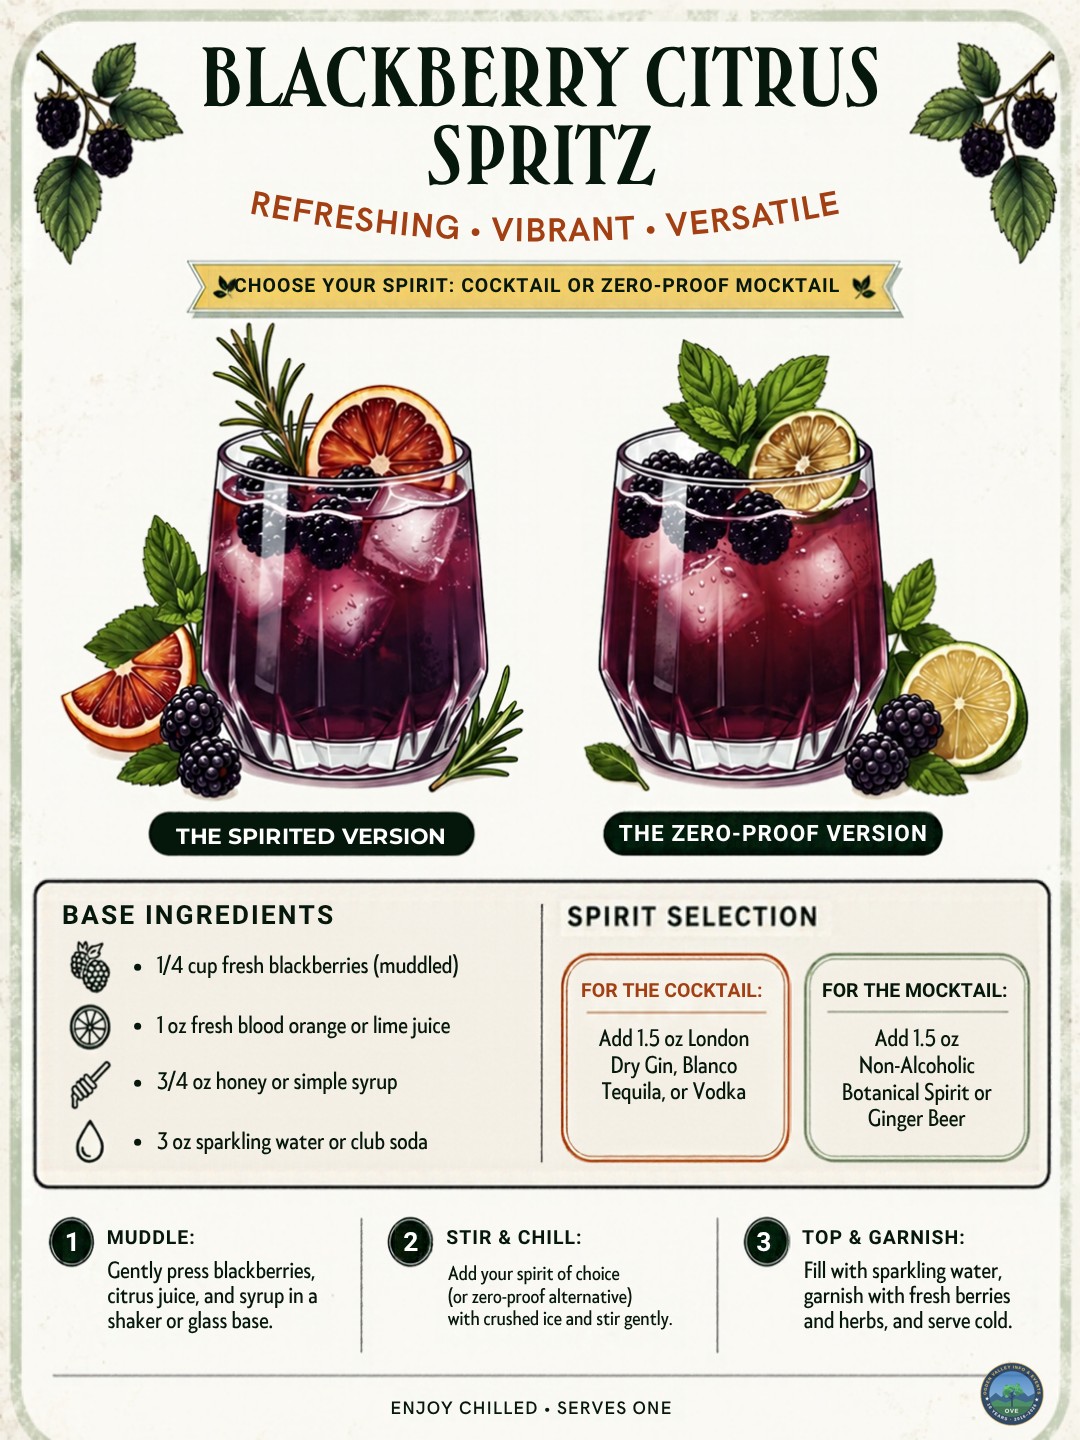 BLACKBERRY CITRUS
SPRITZ
REFRESHING • VIBRANT • VERSATILE
CHOOSE YOUR SPIRIT: COCKTAIL OR ZERO-PROOF MOCKTAIL
THE SPIRITED VERSION
THE ZERO-PROOF VERSION
BASE INGREDIENTS
• 1/4 cup fresh blackberries (muddled)
• 1 oz fresh blood orange or lime juice
• 3/4 oz honey or simple syrup
• 3 oz sparkling water or club soda
SPIRIT SELECTION
FOR THE COCKTAIL:
Add 1.5 oz London
Dry Gin, Blanco
Tequila, or Vodka
FOR THE MOCKTAIL:
Add 1.5 oz
Non-Alcoholic
Botanical Spirit or
Ginger Beer
1
MUDDLE:
Gently press blackberries,
citrus juice, and syrup in a
shaker or glass base.
2
STIR & CHILL:
Add your spirit of choice
(or zero-proof alternative)
with crushed ice and stir gently.
3
TOP & GARNISH:
Fill with sparkling water,
garnish with fresh berries
and herbs, and serve cold.
ENJOY CHILLED • SERVES ONE
OVE